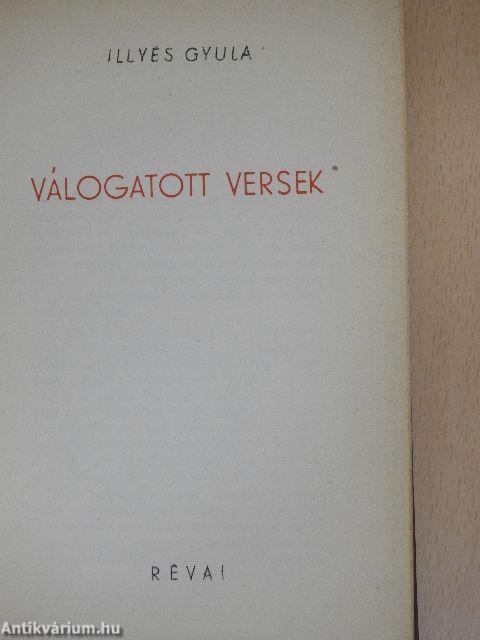 ILLYÉS GYULA
VÁLOGATOTT VERSEK
RÉVAI
Antikvárium.hu